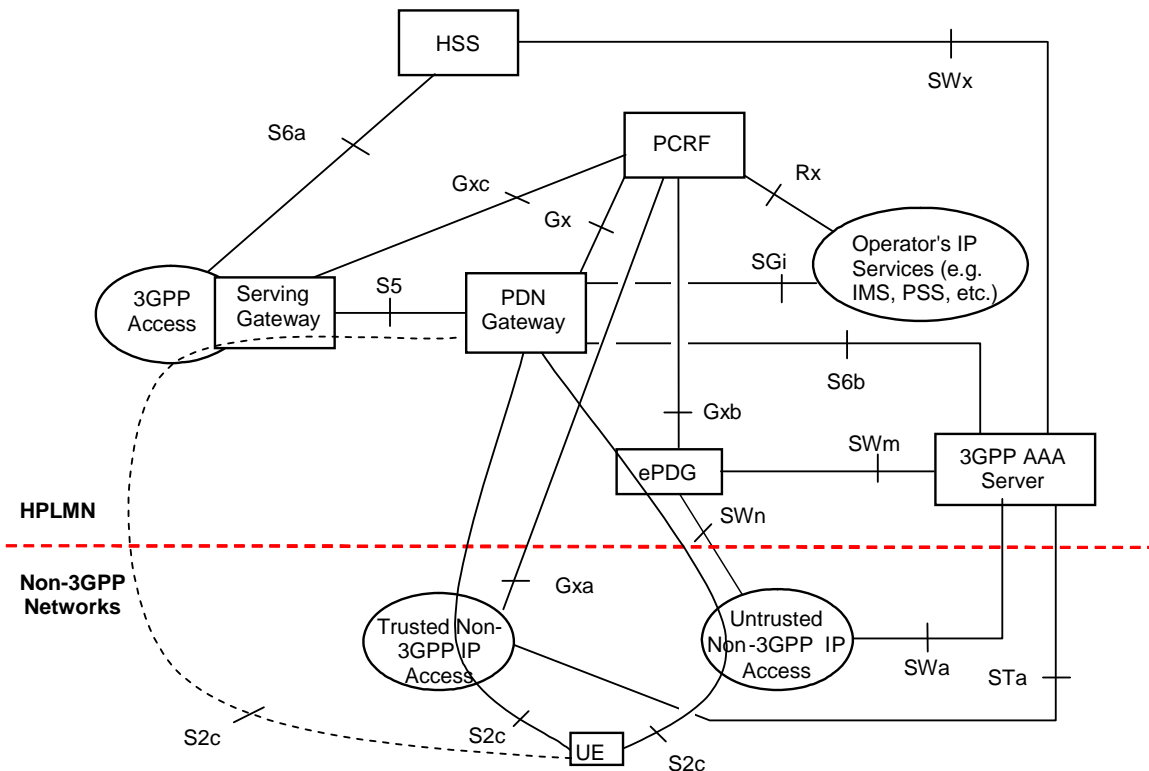 HSS
SWx
S6a
PCRF
Rx
Gxc
Gx
Operator's IP
Services (e.g.
IMS, PSS, etc.)
SGi
3GPP
Access
Serving
Gateway
S5
PDN
Gateway
S6b
Gxb
SWm
3GPP AAA
Server
ePDG
HPLMN
SWn
Non-3GPP
Networks
Gxa
Trusted Non-
3GPP IP
Access
Untrusted
Non-3GPP IP
Access
SWa
STa
S2c
S2c
UE
S2c